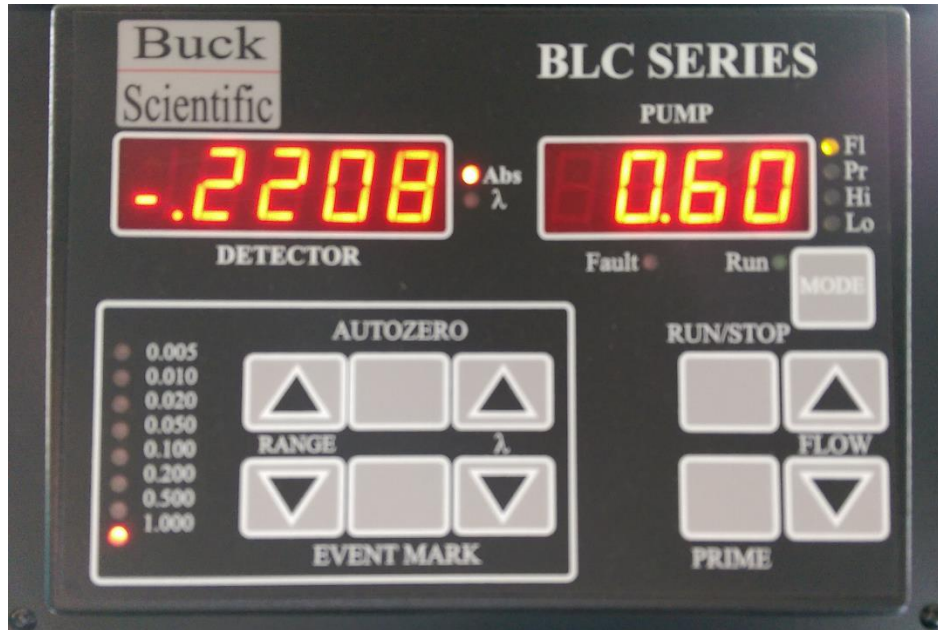 Buck
Scientific
BLC SERIES
PUMP
-.2208
Abs
λ
0.60
Fl
Pr
Hi
Lo
DETECTOR
Fault
Run
MODE
AUTOZERO
RUN/STOP
0.005
0.010
0.020
0.050
0.100
0.200
0.500
1.000
RANGE
λ
FLOW
EVENT MARK
PRIME